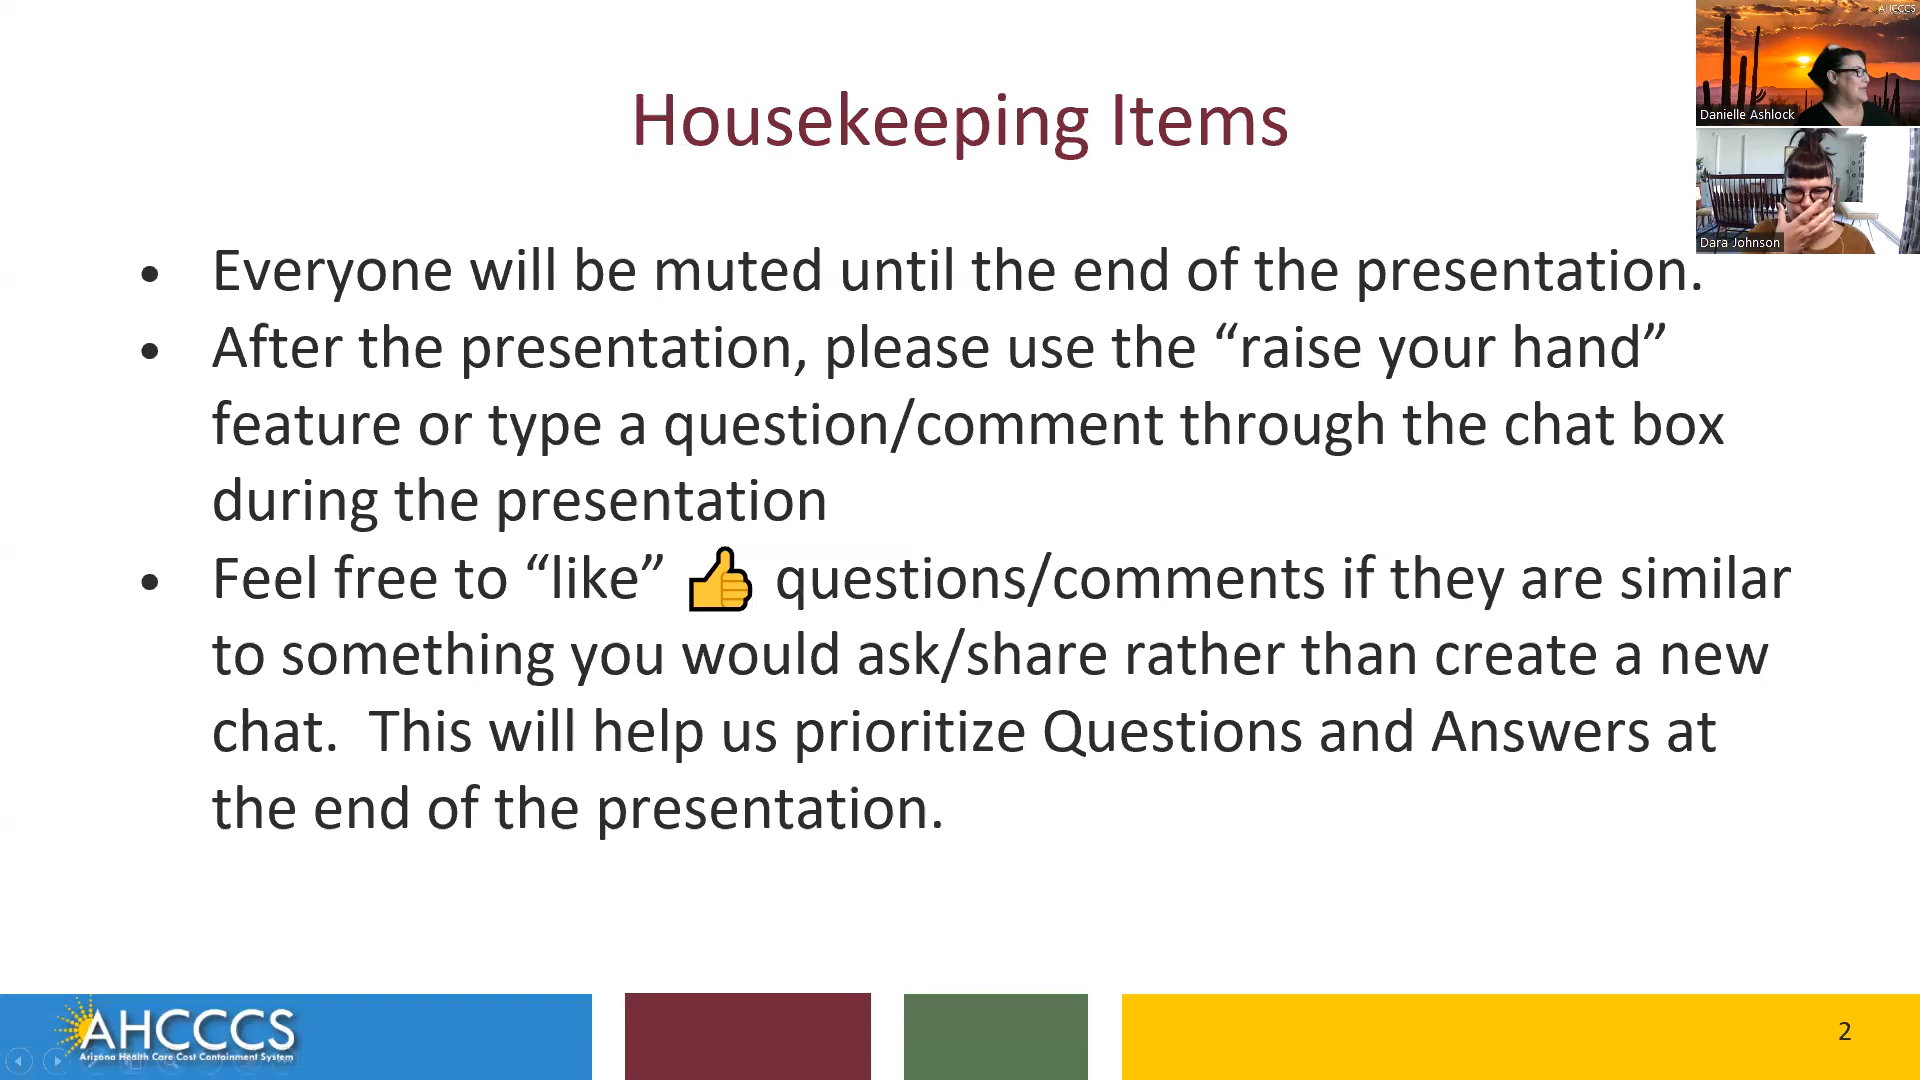 AHCCCS
Danielle Ashlock
Dara Johnson
Housekeeping Items
• Everyone will be muted until the end of the presentation.
• After the presentation, please use the “raise your hand”
feature or type a question/comment through the chat box
during the presentation
• Feel free to “like” 👍 questions/comments if they are similar
to something you would ask/share rather than create a new
chat.  This will help us prioritize Questions and Answers at
the end of the presentation.
AHCCCS
Arizona Health Care Cost Containment System
2